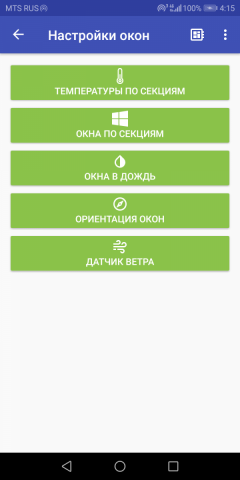 MTS RUS 100% 4:15
Настройки окон
ТЕМПЕРАТУРЫ ПО СЕКЦИЯМ
ОКНА ПО СЕКЦИЯМ
ОКНА В ДОЖДЬ
ОРИЕНТАЦИЯ ОКОН
ДАТЧИК ВЕТРА